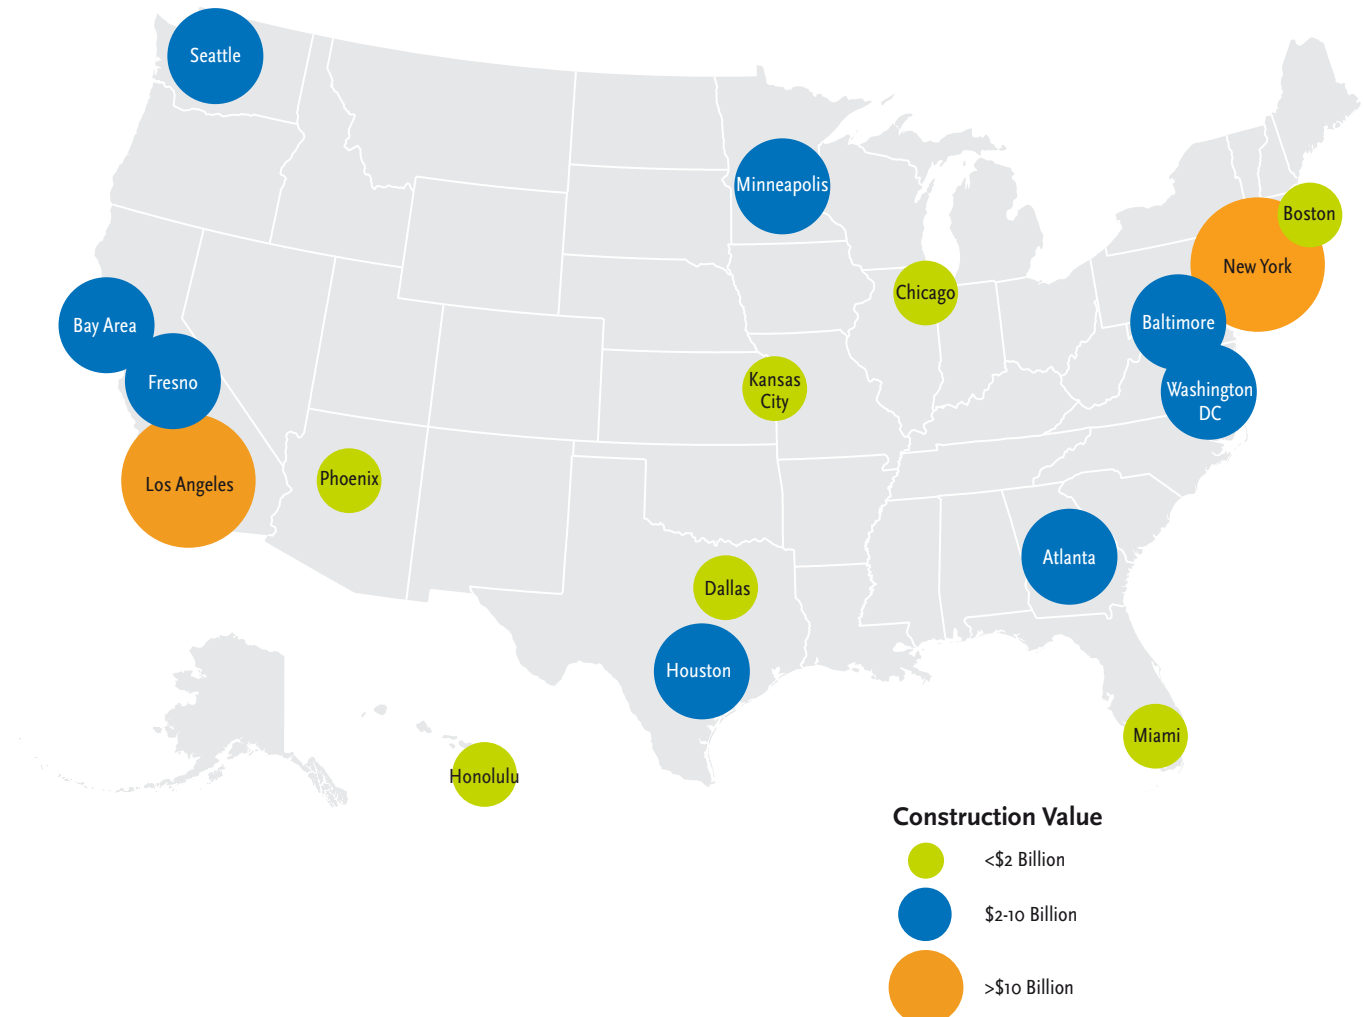 Seattle
Minneapolis
Boston
New York
Chicago
Bay Area
Baltimore
Fresno
Kansas
City
Washington
DC
Los Angeles
Phoenix
Atlanta
Dallas
Houston
Miami
Honolulu
Construction Value
<$2 Billion
$2-10 Billion
>$10 Billion